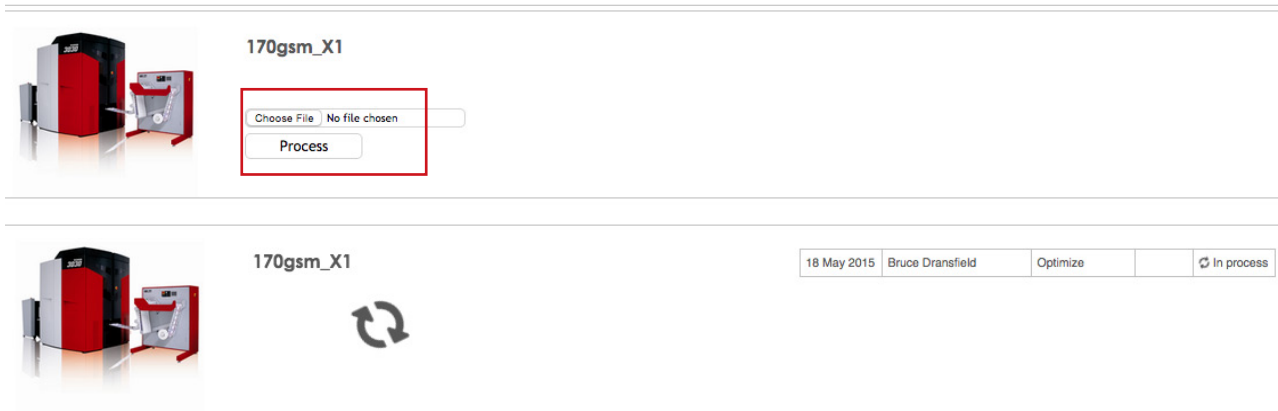 170gsm_X1
Choose File No file chosen
Process
170gsm_X1
18 May 2015 Bruce Dransfield Optimize In process